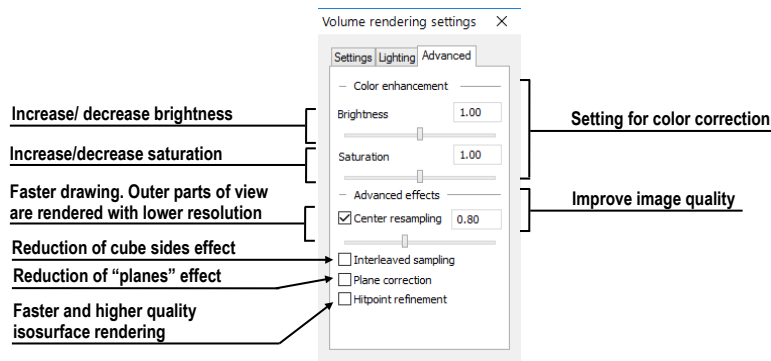 Volume rendering settings
Settings Lighting Advanced
Color enhancement
Increase/ decrease brightness
Brightness 1.00
Setting for color correction
Increase/decrease saturation
Saturation 1.00
Faster drawing. Outer parts of view
are rendered with lower resolution
Advanced effects
Improve image quality
Center resampling 0.80
Reduction of cube sides effect
Interleaved sampling
Reduction of “planes” effect
Plane correction
Faster and higher quality
isosurface rendering
Hitpoint refinement